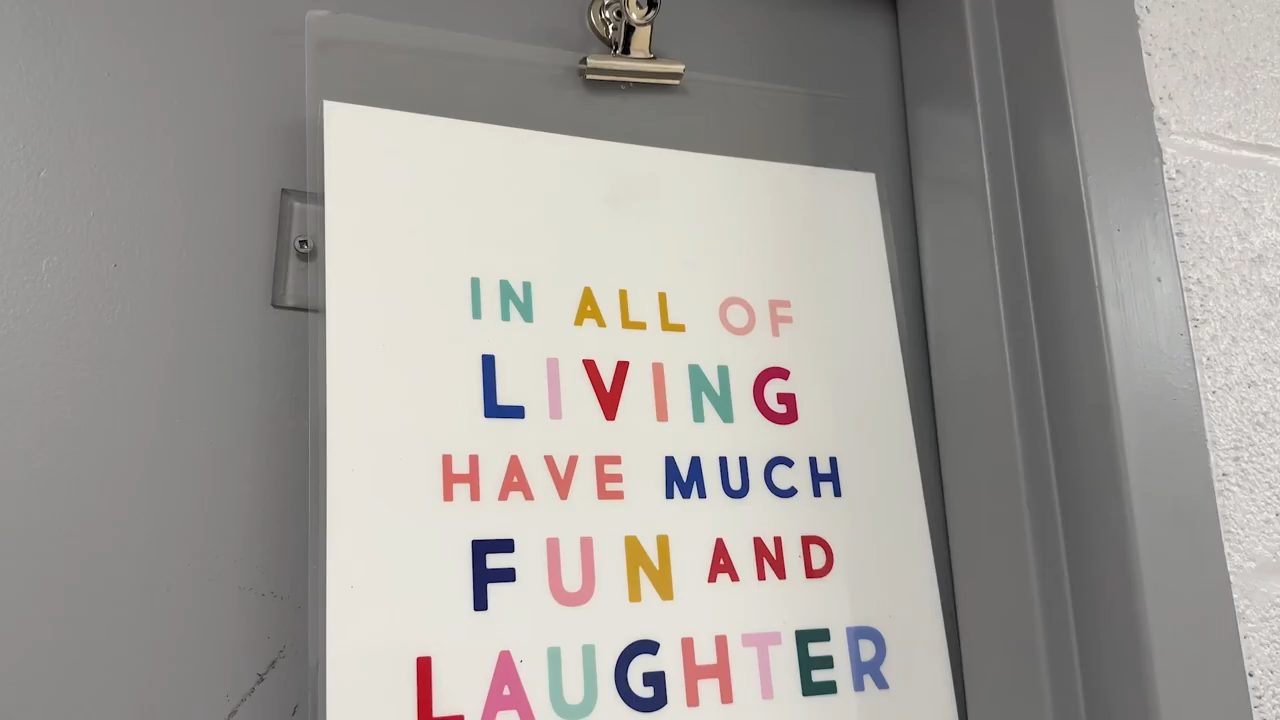 IN ALL OF
LIVING
HAVE MUCH
FUN AND
LAUGHTER